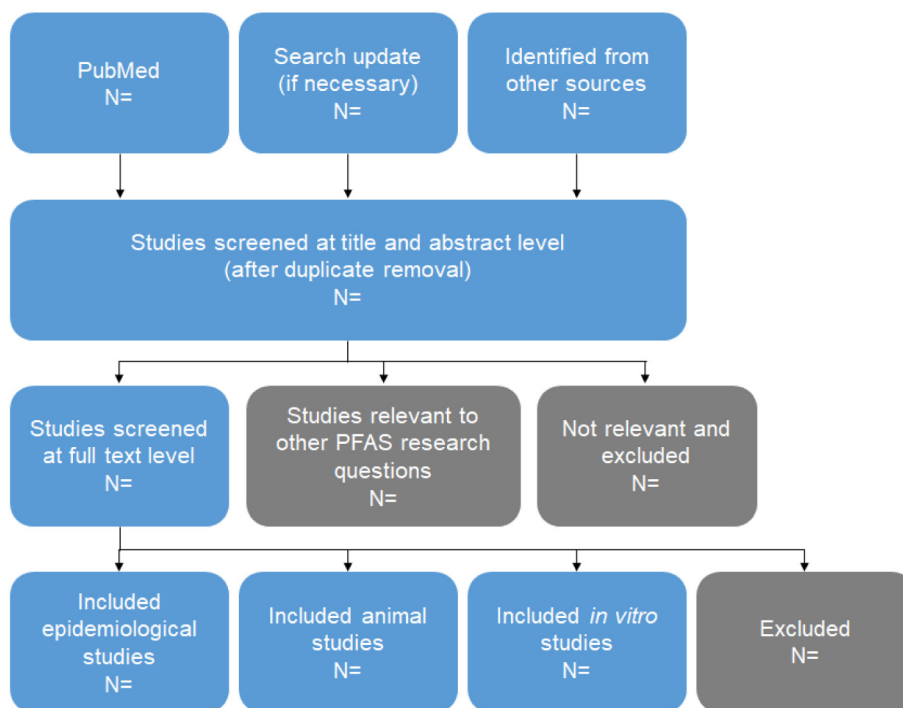 PubMed
N=
Search update
(if necessary)
N=
Identified from
other sources
N=
Studies screened at title and abstract level
(after duplicate removal)
N=
Studies screened
at full text level
N=
Studies relevant to
other PFAS research
questions
N=
Not relevant and
excluded
N=
Included
epidemiological
studies
N=
Included animal
studies
N=
Included in vitro
studies
N=
Excluded
N=